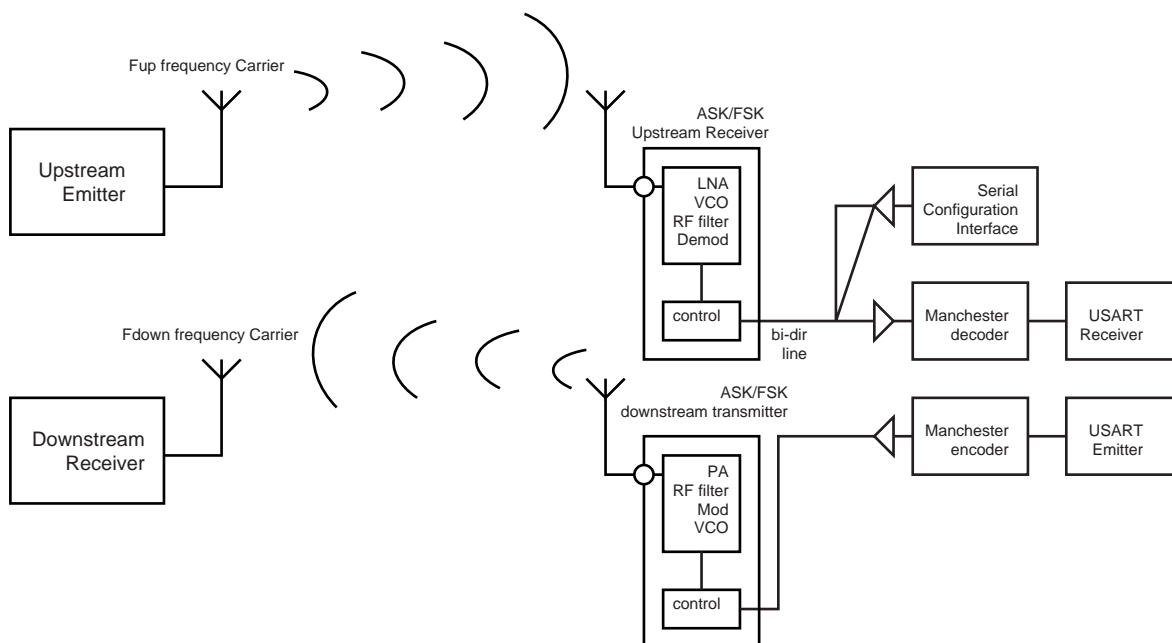 Fup frequency Carrier
Upstream
Emitter
ASK/FSK
Upstream Receiver
LNA
VCO
RF filter
Demod
control
bi-dir
line
Serial
Configuration
Interface
Manchester
decoder
USART
Receiver
Fdown frequency Carrier
Downstream
Receiver
ASK/FSK
downstream transmitter
PA
RF filter
Mod
VCO
control
Manchester
encoder
USART
Emitter